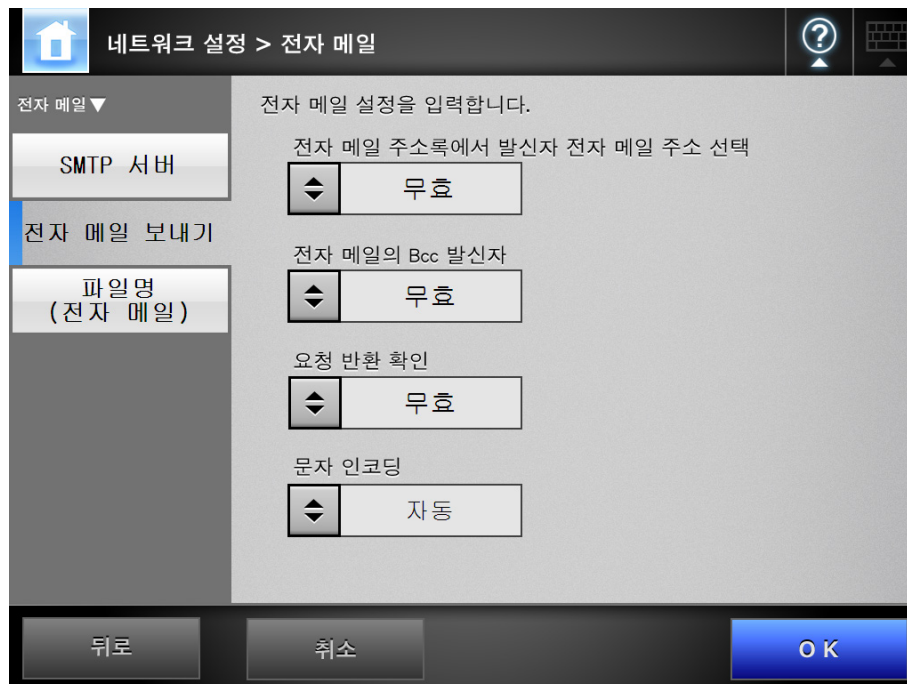 네트워크 설정 > 전자 메일
?
전자 메일▼
SMTP 서버
전자 메일 보내기
파일명
(전자 메일)
전자 메일 설정을 입력합니다.
전자 메일 주소록에서 발신자 전자 메일 주소 선택
무효
전자 메일의 Bcc 발신자
무효
요청 반환 확인
무효
문자 인코딩
자동
뒤로
취소
OK